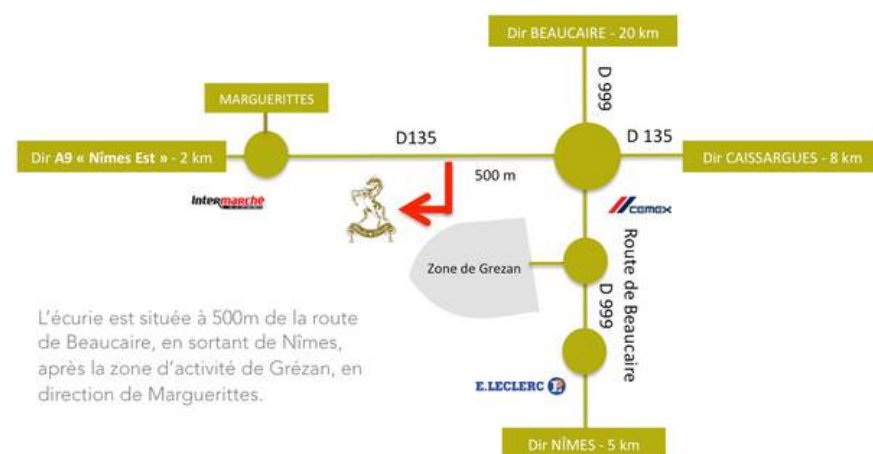 Dir BEAUCAIRE - 20 km
D 999
MARGUERITTES
D135
D 135
Dir A9 « Nîmes Est » - 2 km
500 m
Dir CAISSARGUES - 8 km
Intermarché
CEMEX
Zone de Grezan
Route de Beaucaire
D 999
L'écurie est située à 500m de la route
de Beaucaire, en sortant de Nîmes,
après la zone d'activité de Grézan, en
direction de Marguerittes.
E.LECLERC L
Dir NÎMES - 5 km